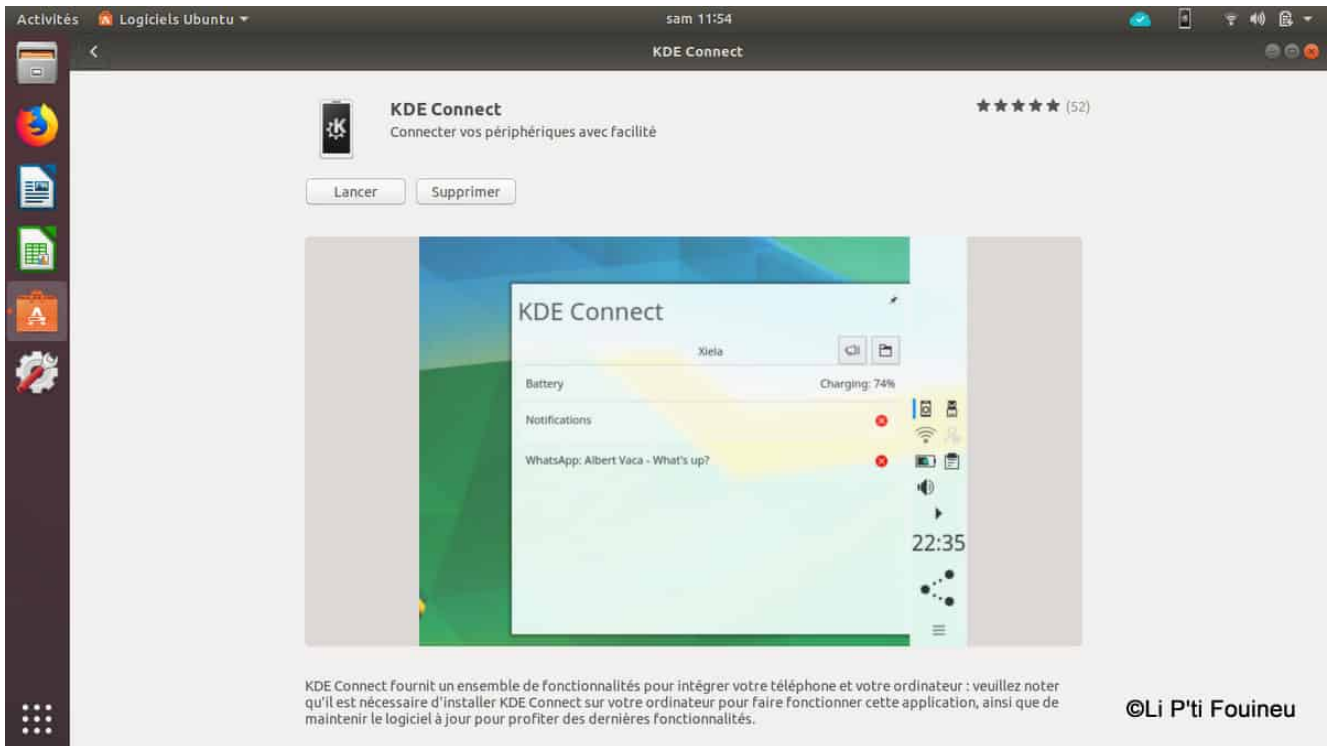 Activités Logiciels Ubuntu sam 11:54
KDE Connect
KDE Connect
★★★★★ (52)
Connecter vos périphériques avec facilité
Lancer Supprimer
KDE Connect
Xiela
Battery Charging: 74%
Notifications
WhatsApp: Albert Vaca - What's up?
22:35
KDE Connect fournit un ensemble de fonctionnalités pour intégrer votre téléphone et votre ordinateur : veuillez noter
qu'il est nécessaire d'installer KDE Connect sur votre ordinateur pour faire fonctionner cette application, ainsi que de
maintenir le logiciel à jour pour profiter des dernières fonctionnalités.
©Li P'ti Fouineu